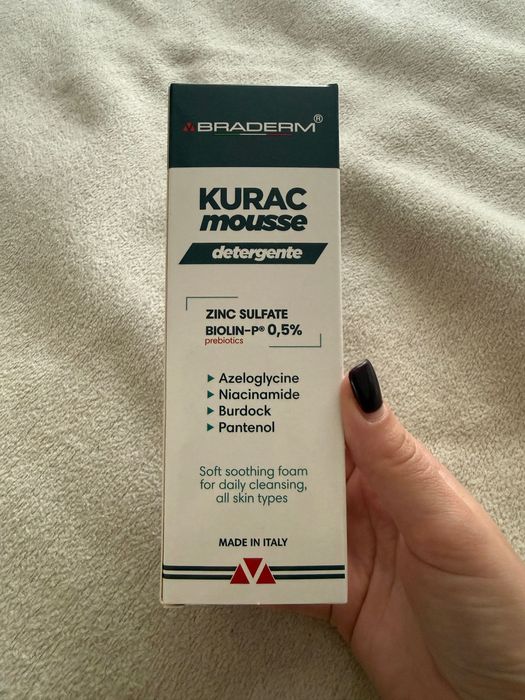 BRADERM®
KURAC
mousse
detergente
ZINC SULFATE
BIOLIN-P® 0,5%
prebiotics
▶ Azeloglycine
▶ Niacinamide
▶ Burdock
▶ Pantenol
Soft soothing foam
for daily cleansing,
all skin types
MADE IN ITALY